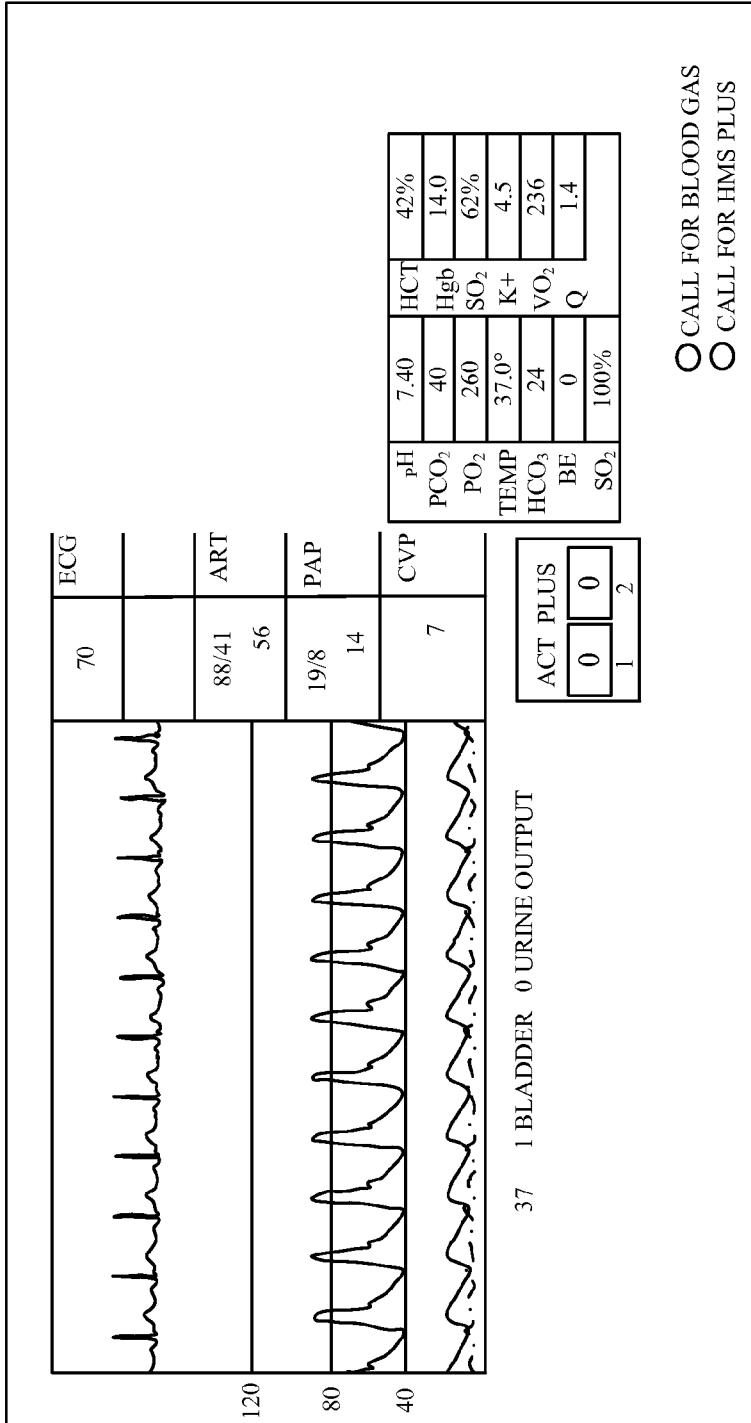 70 ECG
88/41 ART
56
19/8 PAP
14
7 CVP
120
80
40
37 1 BLADDER 0 URINE OUTPUT
ACT PLUS
0 0
1 2
pH 7.40 HCT 42%
PCO₂ 40 Hgb 14.0
PO₂ 260 SO₂ 62%
TEMP 37.0° K+ 4.5
HCO₃ 24 VO₂ 236
BE 0 Q 1.4
SO₂ 100%
CALL FOR BLOOD GAS
CALL FOR HMS PLUS